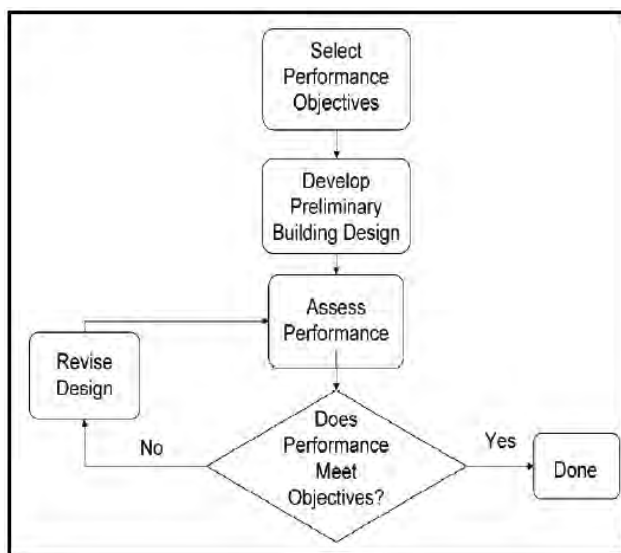 Select
Performance
Objectives
Develop
Preliminary
Building Design
Assess
Performance
Revise
Design
Does
Performance
Meet
Objectives?
No
Yes
Done